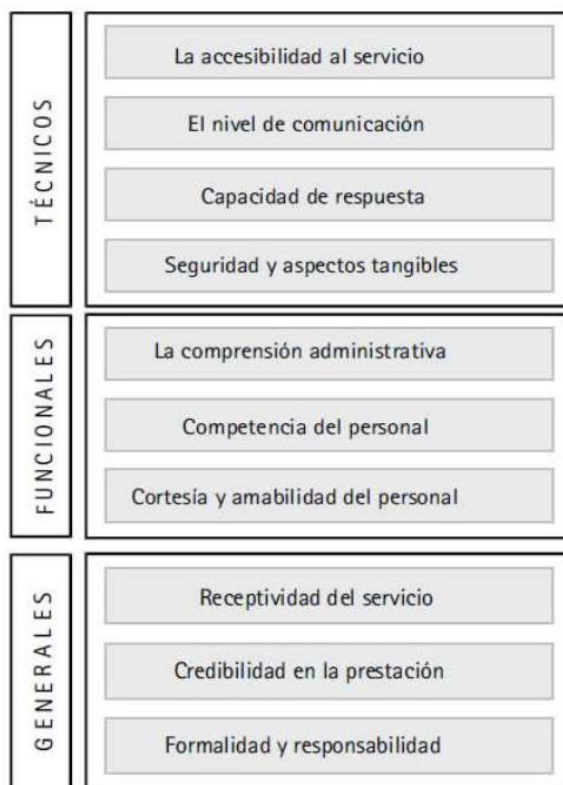 TÉCNICOS
La accesibilidad al servicio
El nivel de comunicación
Capacidad de respuesta
Seguridad y aspectos tangibles
FUNCIONALES
La comprensión administrativa
Competencia del personal
Cortesía y amabilidad del personal
GENERALES
Receptividad del servicio
Credibilidad en la prestación
Formalidad y responsabilidad